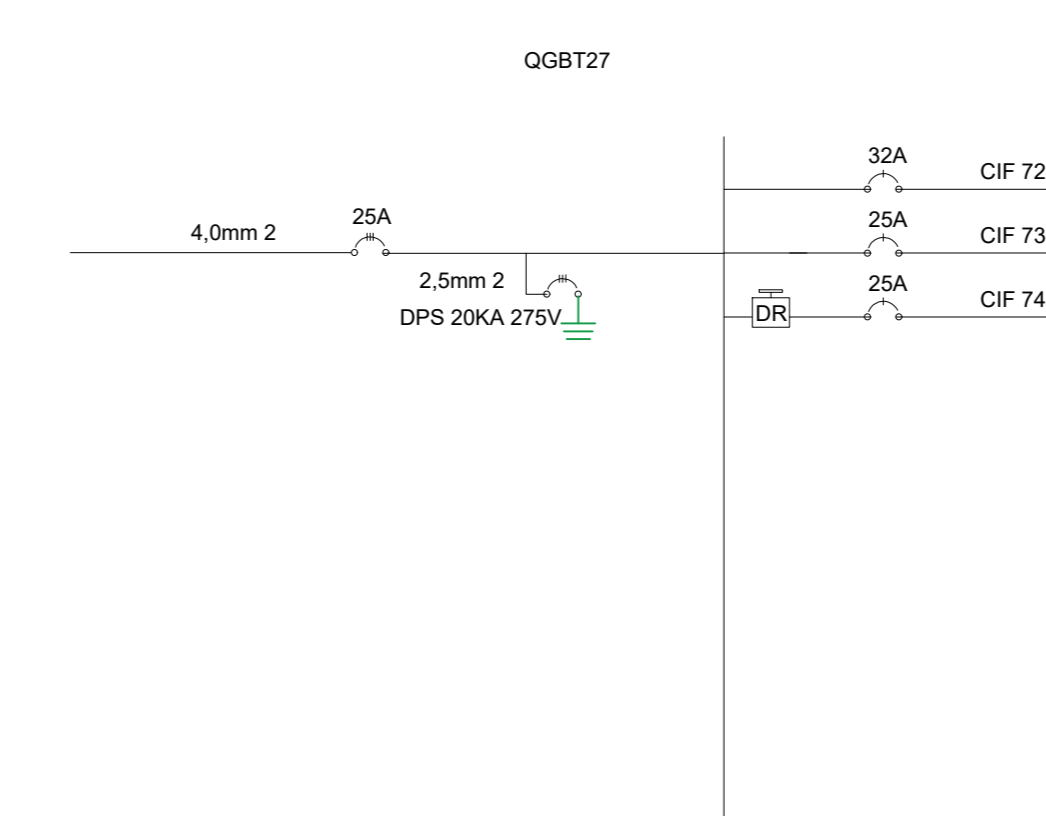 QGBT27
32A
CIF 72
25A
4,0mm 2
25A
CIF 73
2,5mm 2
DPS 20KA 275V
25A
DR
CIF 74